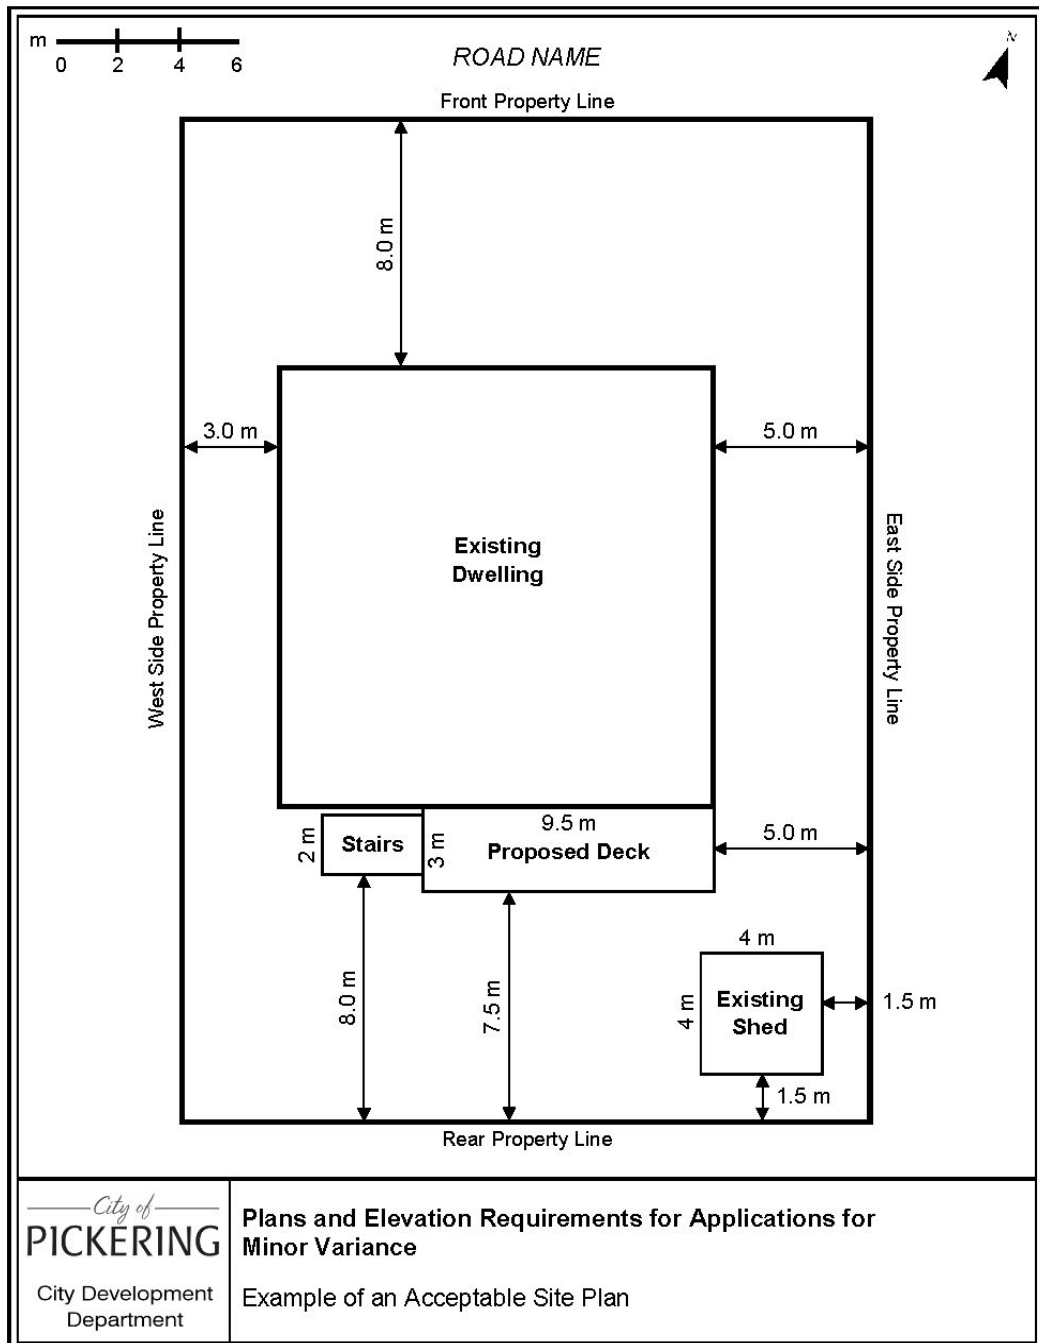 m
0 2 4 6
ROAD NAME
N
Front Property Line
8.0 m
3.0 m
5.0 m
West Side Property Line
Existing
Dwelling
East Side Property Line
2 m
Stairs
3 m
9.5 m
Proposed Deck
5.0 m
8.0 m
7.5 m
4 m
4 m
Existing
Shed
1.5 m
1.5 m
Rear Property Line
City of
PICKERING
City Development
Department
Plans and Elevation Requirements for Applications for
Minor Variance
Example of an Acceptable Site Plan